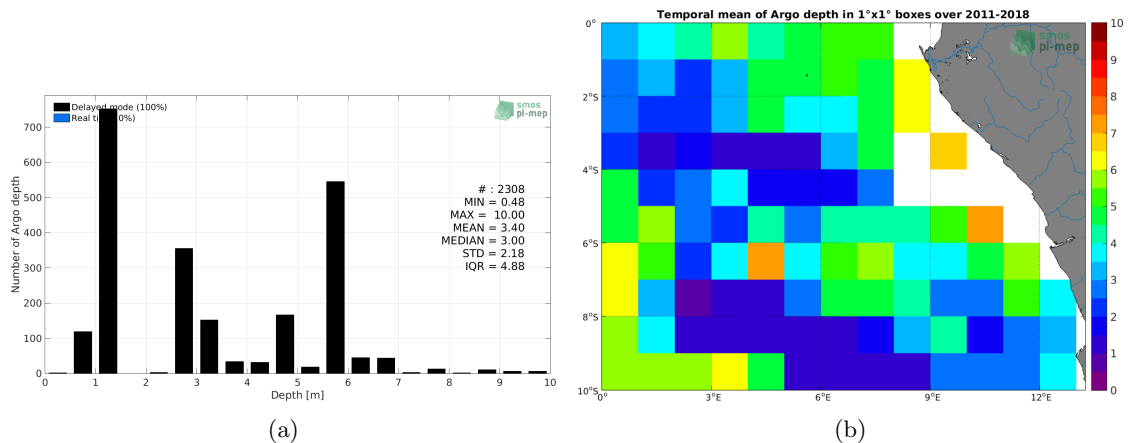 Delayed mode (100%)
Real ti 0%)
smos
pi-mep
# : 2308
MIN = 0.48
MAX = 10.00
MEAN = 3.40
MEDIAN = 3.00
STD = 2.18
IQR = 4.88
Number of Argo depth
700
600
500
400
300
200
100
0
0 1 2 3 4 5 6 7 8 9 10
Depth [m]
(a)
Temporal mean of Argo depth in 1°x1° boxes over 2011-2018
smos
pi-mep
0°
2°S
4°S
6°S
8°S
10°S
0° 3°E 6°E 9°E 12°E
10
9
8
7
6
5
4
3
2
1
0
(b)